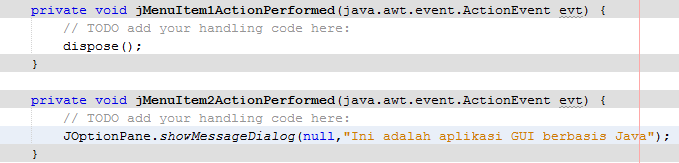 private void jMenuItem1ActionPerformed(java.awt.event.ActionEvent evt) {
// TODO add your handling code here:
dispose();
}
private void jMenuItem2ActionPerformed(java.awt.event.ActionEvent evt) {
// TODO add your handling code here:
JOptionPane.showMessageDialog(null,"Ini adalah aplikasi GUI berbasis Java");
}